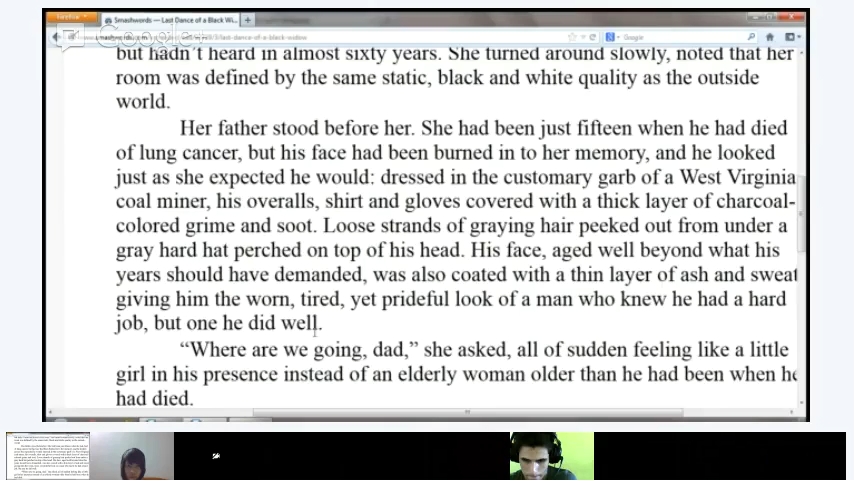 Smashwords — Last Dance of a Black Wi...
Google
but hadn't heard in almost sixty years. She turned around slowly, noted that her
room was defined by the same static, black and white quality as the outside
world.
Her father stood before her. She had been just fifteen when he had died
of lung cancer, but his face had been burned in to her memory, and he looked
just as she expected he would: dressed in the customary garb of a West Virginia
coal miner, his overalls, shirt and gloves covered with a thick layer of charcoal-
colored grime and soot. Loose strands of graying hair peeked out from under a
gray hard hat perched on top of his head. His face, aged well beyond what his
years should have demanded, was also coated with a thin layer of ash and sweat
giving him the worn, tired, yet prideful look of a man who knew he had a hard
job, but one he did well.
“Where are we going, dad,” she asked, all of sudden feeling like a little
girl in his presence instead of an elderly woman older than he had been when he
had died.